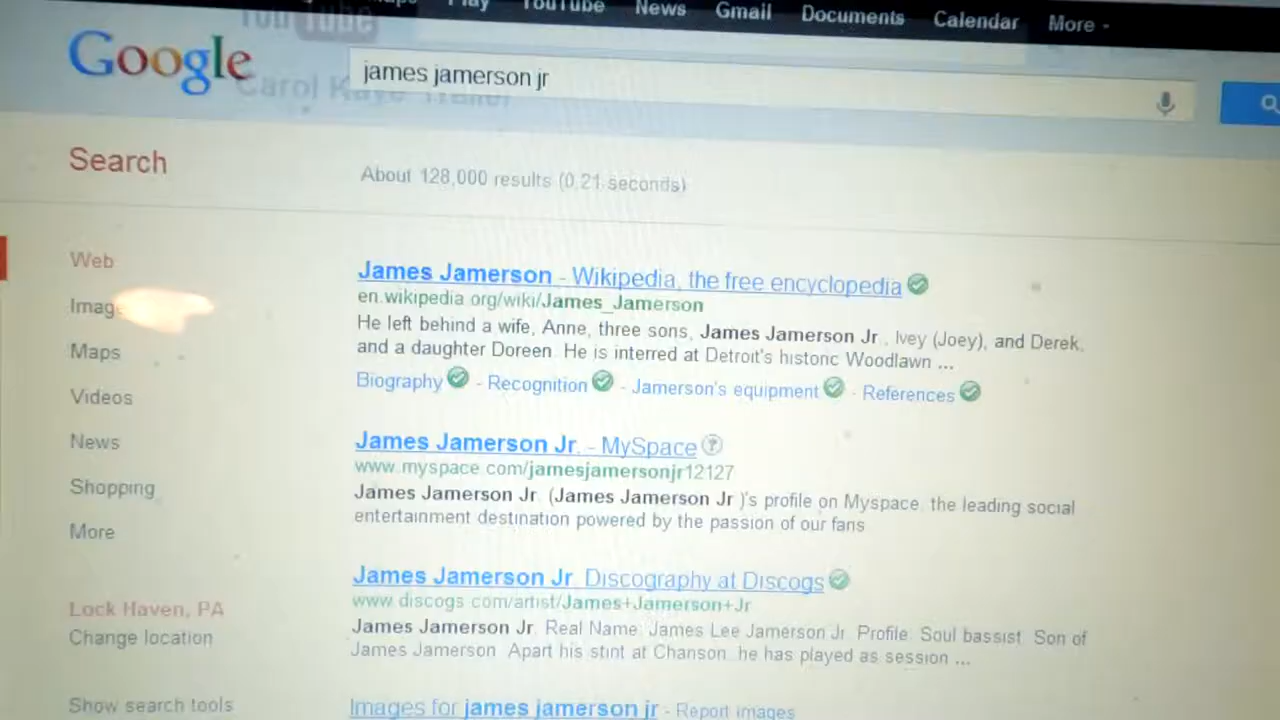 Play YouTube News Gmail Documents Calendar More
YouTube
Google
james jamerson jr
Carol Kaye Trailer
Search
About 128,000 results (0.21 seconds)
Web
Imag
Maps
Videos
News
Shopping
More
Lock Haven, PA
Change location
Show search tools
James Jamerson - Wikipedia, the free encyclopedia
en.wikipedia.org/wiki/James_Jamerson
He left behind a wife, Anne, three sons, James Jamerson Jr., Ivey (Joey), and Derek,
and a daughter Doreen. He is interred at Detroit's historic Woodlawn ...
Biography - Recognition - Jamerson's equipment - References
James Jamerson Jr. - MySpace
www.myspace.com/jamesjamersonjr12127
James Jamerson Jr. (James Jamerson Jr.)'s profile on Myspace, the leading social
entertainment destination powered by the passion of our fans.
James Jamerson Jr. Discography at Discogs
www.discogs.com/artist/James+Jamerson+Jr
James Jamerson Jr. Real Name: James Lee Jamerson Jr. Profile: Soul bassist. Son of
James Jamerson. Apart his stint at Chanson, he has played as session ...
Images for james jamerson jr - Report images